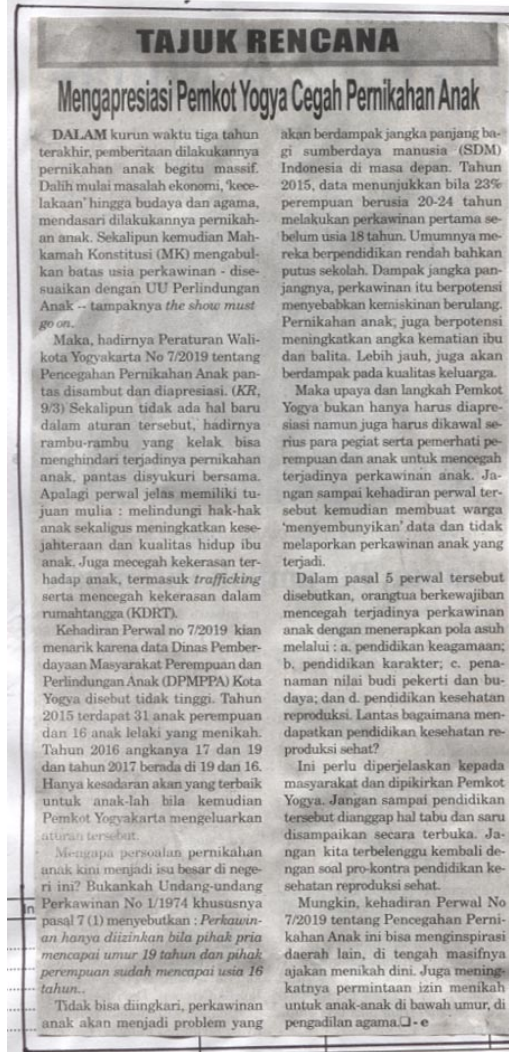 TAJUK RENCANA
Mengapresiasi Pemkot Yogya Cegah Pernikahan Anak
DALAM kurun waktu tiga tahun
terakhir, pemberitaan dilakukannya
pernikahan anak begitu massif.
Dalih mulai masalah ekonomi, 'kece-
lakaan' hingga budaya dan agama,
mendasari dilakukannya pernikah-
an anak. Sekalipun kemudian Mah-
kamah Konstitusi (MK) mengabul-
kan batas usia perkawinan - dise-
suaikan dengan UU Perlindungan
Anak -- tampaknya the show must
go on.
Maka, hadirnya Peraturan Wali-
kota Yogyakarta No 7/2019 tentang
Pencegahan Pernikahan Anak pan-
tas disambut dan diapresiasi. (KR,
9/3) Sekalipun tidak ada hal baru
dalam aturan tersebut, hadirnya
rambu-rambu yang kelak bisa
menghindari terjadinya pernikahan
anak, pantas disyukuri bersama.
Apalagi perwal jelas memiliki tu-
juan mulia : melindungi hak-hak
anak sekaligus meningkatkan kese-
jahteraan dan kualitas hidup ibu
anak. Juga mecegah kekerasan ter-
hadap anak, termasuk trafficking
serta mencegah kekerasan dalam
rumahtangga (KDRT).
Kehadiran Perwal no 7/2019 kian
menarik karena data Dinas Pember-
dayaan Masyarakat Perempuan dan
Perlindungan Anak (DPMPPA) Kota
Yogya disebut tidak tinggi. Tahun
2015 terdapat 31 anak perempuan
dan 16 anak lelaki yang menikah.
Tahun 2016 angkanya 17 dan 19
dan tahun 2017 berada di 19 dan 16.
Hanya kesadaran akan yang terbaik
untuk anak-lah bila kemudian
Pemkot Yogyakarta mengeluarkan
aturan tersebut.
Mengapa persoalan pernikahan
anak kini menjadi isu besar di nege-
ri ini? Bukankah Undang-undang
Perkawinan No 1/1974 khususnya
pasal 7 (1) menyebutkan : Perkawin-
an hanya diizinkan bila pihak pria
mencapai umur 19 tahun dan pihak
perempuan sudah mencapai usia 16
tahun..
Tidak bisa diingkari, perkawinan
anak akan menjadi problem yang
akan berdampak jangka panjang ba-
gi sumberdaya manusia (SDM)
Indonesia di masa depan. Tahun
2015, data menunjukkan bila 23%
perempuan berusia 20-24 tahun
melakukan perkawinan pertama se-
belum usia 18 tahun. Umumnya me-
reka berpendidikan rendah bahkan
putus sekolah. Dampak jangka pan-
jangnya, perkawinan itu berpotensi
menyebabkan kemiskinan berulang.
Pernikahan anak, juga berpotensi
meningkatkan angka kematian ibu
dan balita. Lebih jauh, juga akan
berdampak pada kualitas keluarga.
Maka upaya dan langkah Pemkot
Yogya bukan hanya harus diapre-
siasi namun juga harus dikawal se-
rius para pegiat serta pemerhati pe-
rempuan dan anak untuk mencegah
terjadinya perkawinan anak. Ja-
ngan sampai kehadiran perwal ter-
sebut kemudian membuat warga
'menyembunyikan' data dan tidak
melaporkan perkawinan anak yang
terjadi.
Dalam pasal 5 perwal tersebut
disebutkan, orangtua berkewajiban
mencegah terjadinya perkawinan
anak dengan menerapkan pola asuh
melalui : a. pendidikan keagamaan;
b. pendidikan karakter; c. pena-
naman nilai budi pekerti dan bu-
daya; dan d. pendidikan kesehatan
reproduksi. Lantas bagaimana men-
dapatkan pendidikan kesehatan re-
produksi sehat?
Ini perlu diperjelaskan kepada
masyarakat dan dipikirkan Pemkot
Yogya. Jangan sampai pendidikan
tersebut dianggap hal tabu dan saru
disampaikan secara terbuka. Ja-
ngan kita terbelenggu kembali de-
ngan soal pro-kontra pendidikan ke-
sehatan reproduksi sehat.
Mungkin, kehadiran Perwal No
7/2019 tentang Pencegahan Perni-
kahan Anak ini bisa menginspirasi
daerah lain, di tengah masifnya
ajakan menikah dini. Juga mening-
katnya permintaan izin menikah
untuk anak-anak di bawah umur, di
pengadilan agama.❑ - e